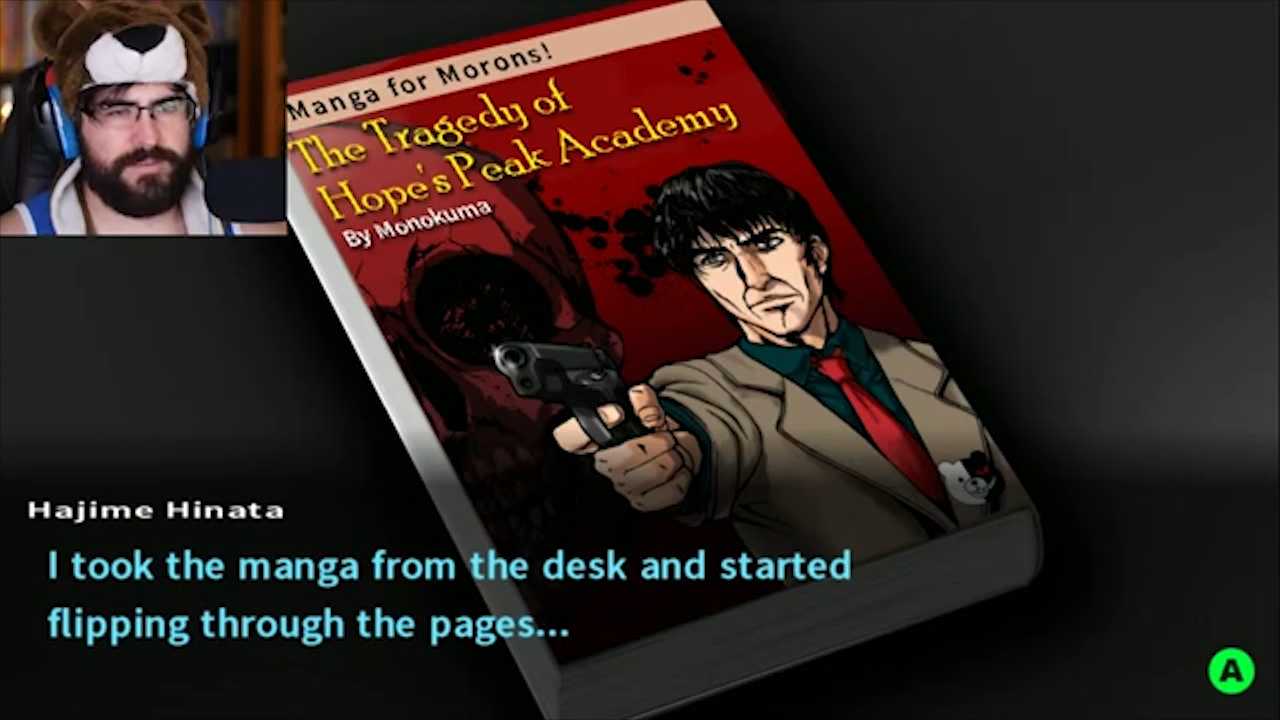 Manga for Morons!
The Tragedy of
Hope's Peak Academy
By Monokuma
Hajime Hinata
I took the manga from the desk and started
flipping through the pages...
A